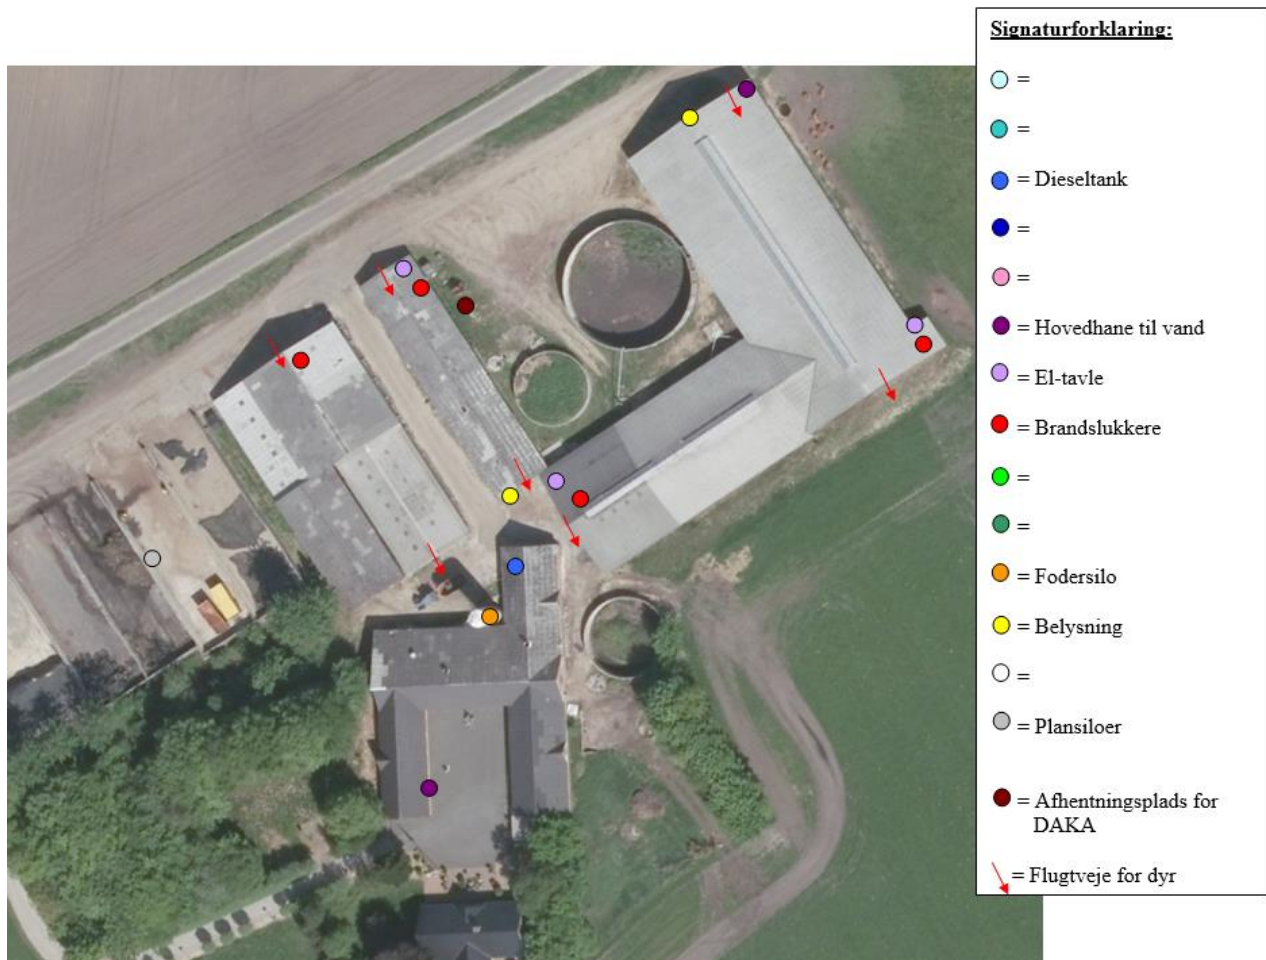 Signaturforklaring:
=
=
= Dieseltank
=
=
= Hovedhane til vand
= El-tavle
= Brandslukkere
=
=
= Fodersilo
= Belysning
=
= Plansiloer
= Afhentningsplads for
DAKA
= Flugtveje for dyr